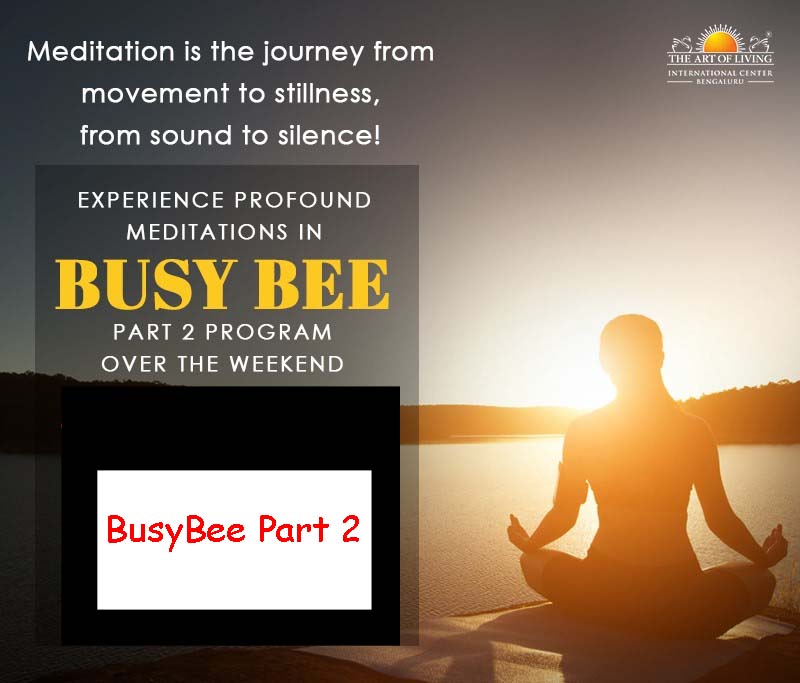 Meditation is the journey from
movement to stillness,
from sound to silence!
THE ART OF LIVING
INTERNATIONAL CENTER
BENGALURU
EXPERIENCE PROFOUND
MEDITATIONS IN
BUSY BEE
PART 2 PROGRAM
OVER THE WEEKEND
BusyBee Part 2